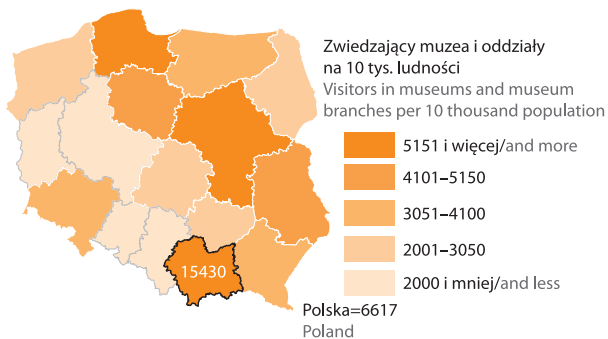 Zwiedzający muzea i oddziały
na 10 tys. ludności
Visitors in museums and museum
branches per 10 thousand population
5151 i więcej/and more
4101–5150
3051–4100
2001–3050
2000 i mniej/and less
15430
Polska=6617
Poland